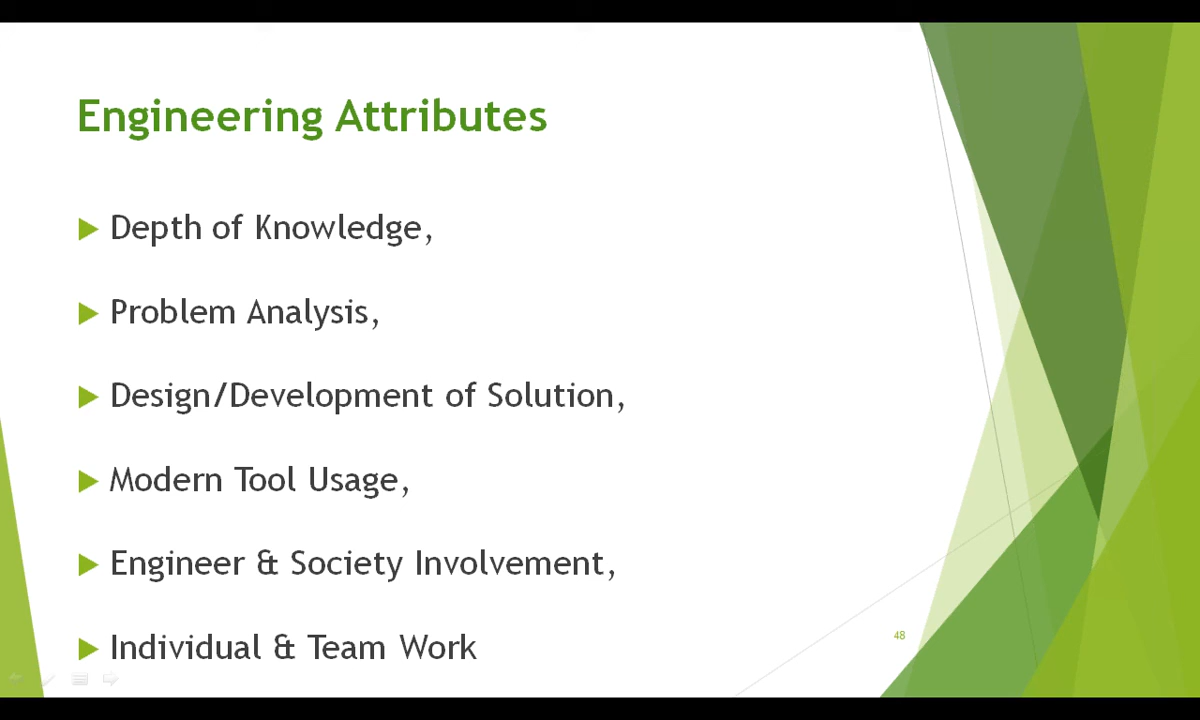 Engineering Attributes
Depth of Knowledge,
Problem Analysis,
Design/Development of Solution,
Modern Tool Usage,
Engineer & Society Involvement,
Individual & Team Work
48